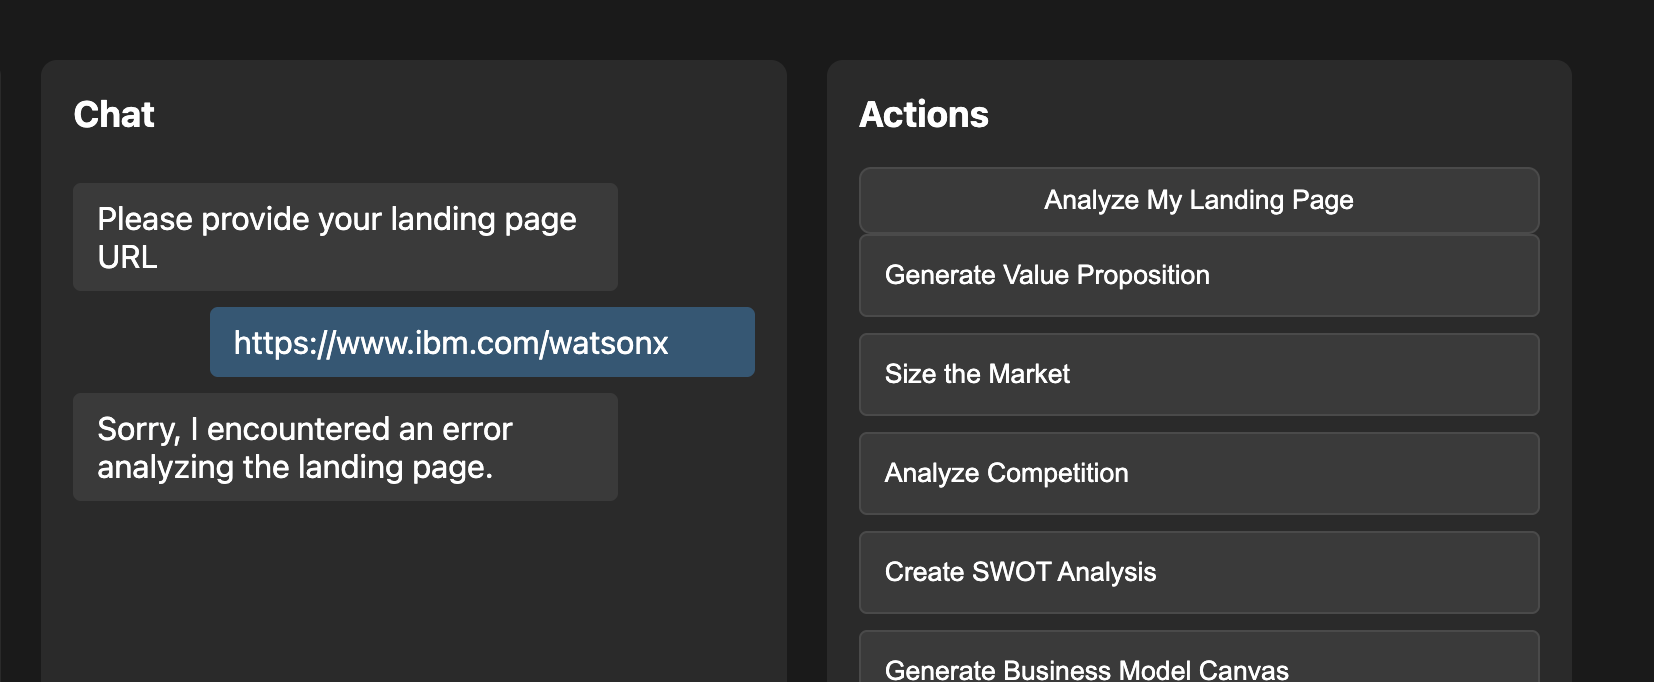 Chat
Please provide your landing page
URL
https://www.ibm.com/watsonx
Sorry, I encountered an error
analyzing the landing page.
Actions
Analyze My Landing Page
Generate Value Proposition
Size the Market
Analyze Competition
Create SWOT Analysis
Generate Business Model Canvas